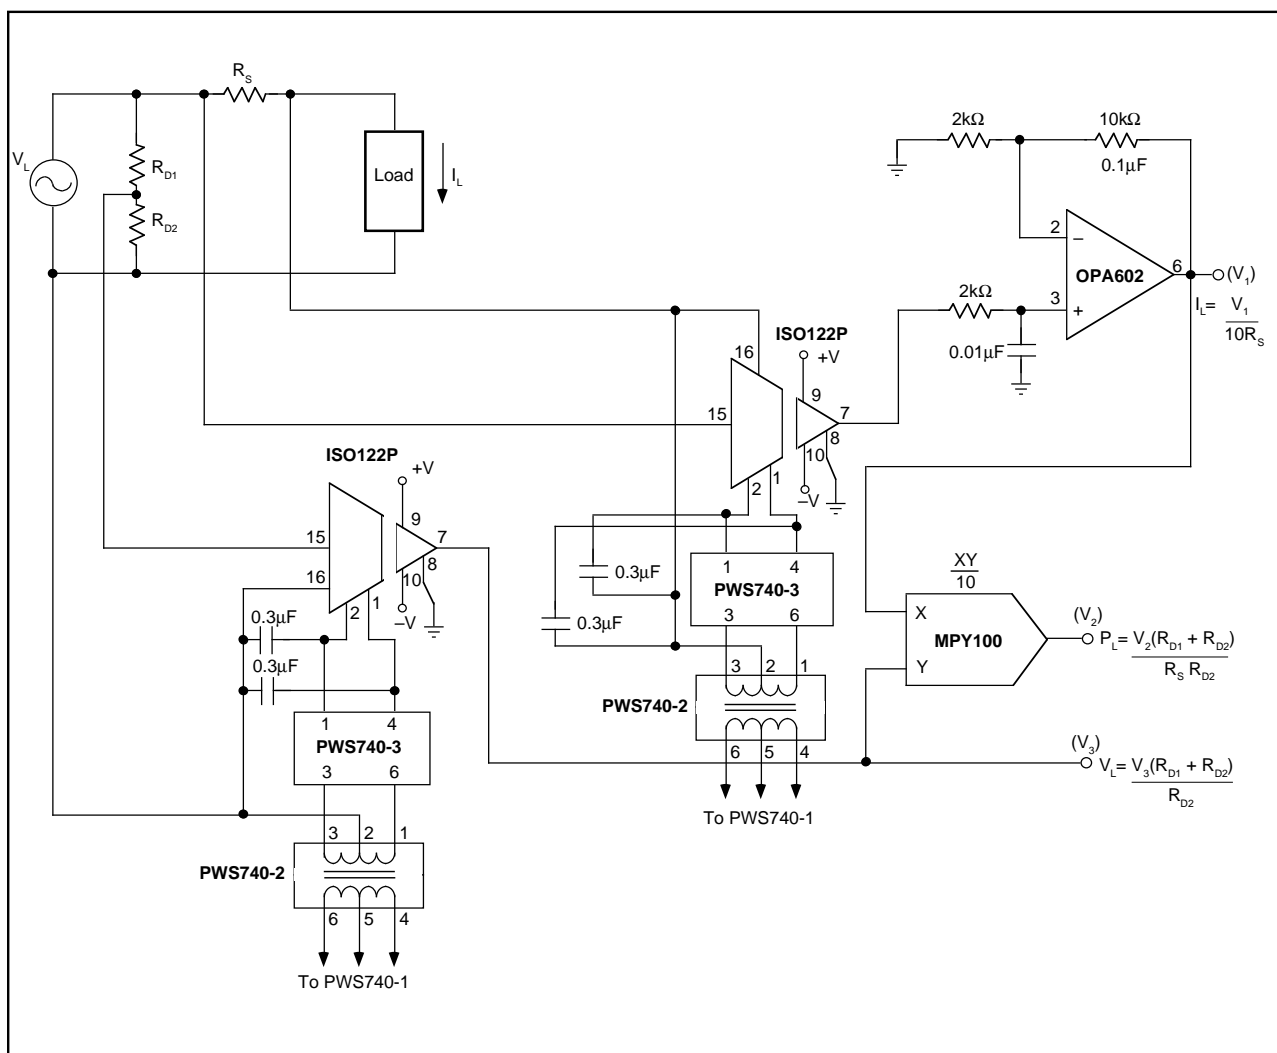 R_S
V_L
R_D1
R_D2
Load
I_L
2kΩ
10kΩ
0.1µF
2
–
OPA602
6
(V_1)
3
+
2kΩ
0.01µF
I_L= V_1
10R_S
ISO122P
+V
16
9
15
7
8
10
–V
2
1
ISO122P
+V
9
15
7
16
8
10
–V
2
1
0.3µF
0.3µF
1 4
PWS740-3
3 6
0.3µF
0.3µF
1 4
PWS740-3
3 6
3 2 1
PWS740-2
6 5 4
To PWS740-1
3 2 1
PWS740-2
6 5 4
To PWS740-1
XY
10
X
MPY100
Y
(V_2)
P_L= V_2(R_D1 + R_D2)
R_S R_D2
(V_3)
V_L= V_3(R_D1 + R_D2)
R_D2